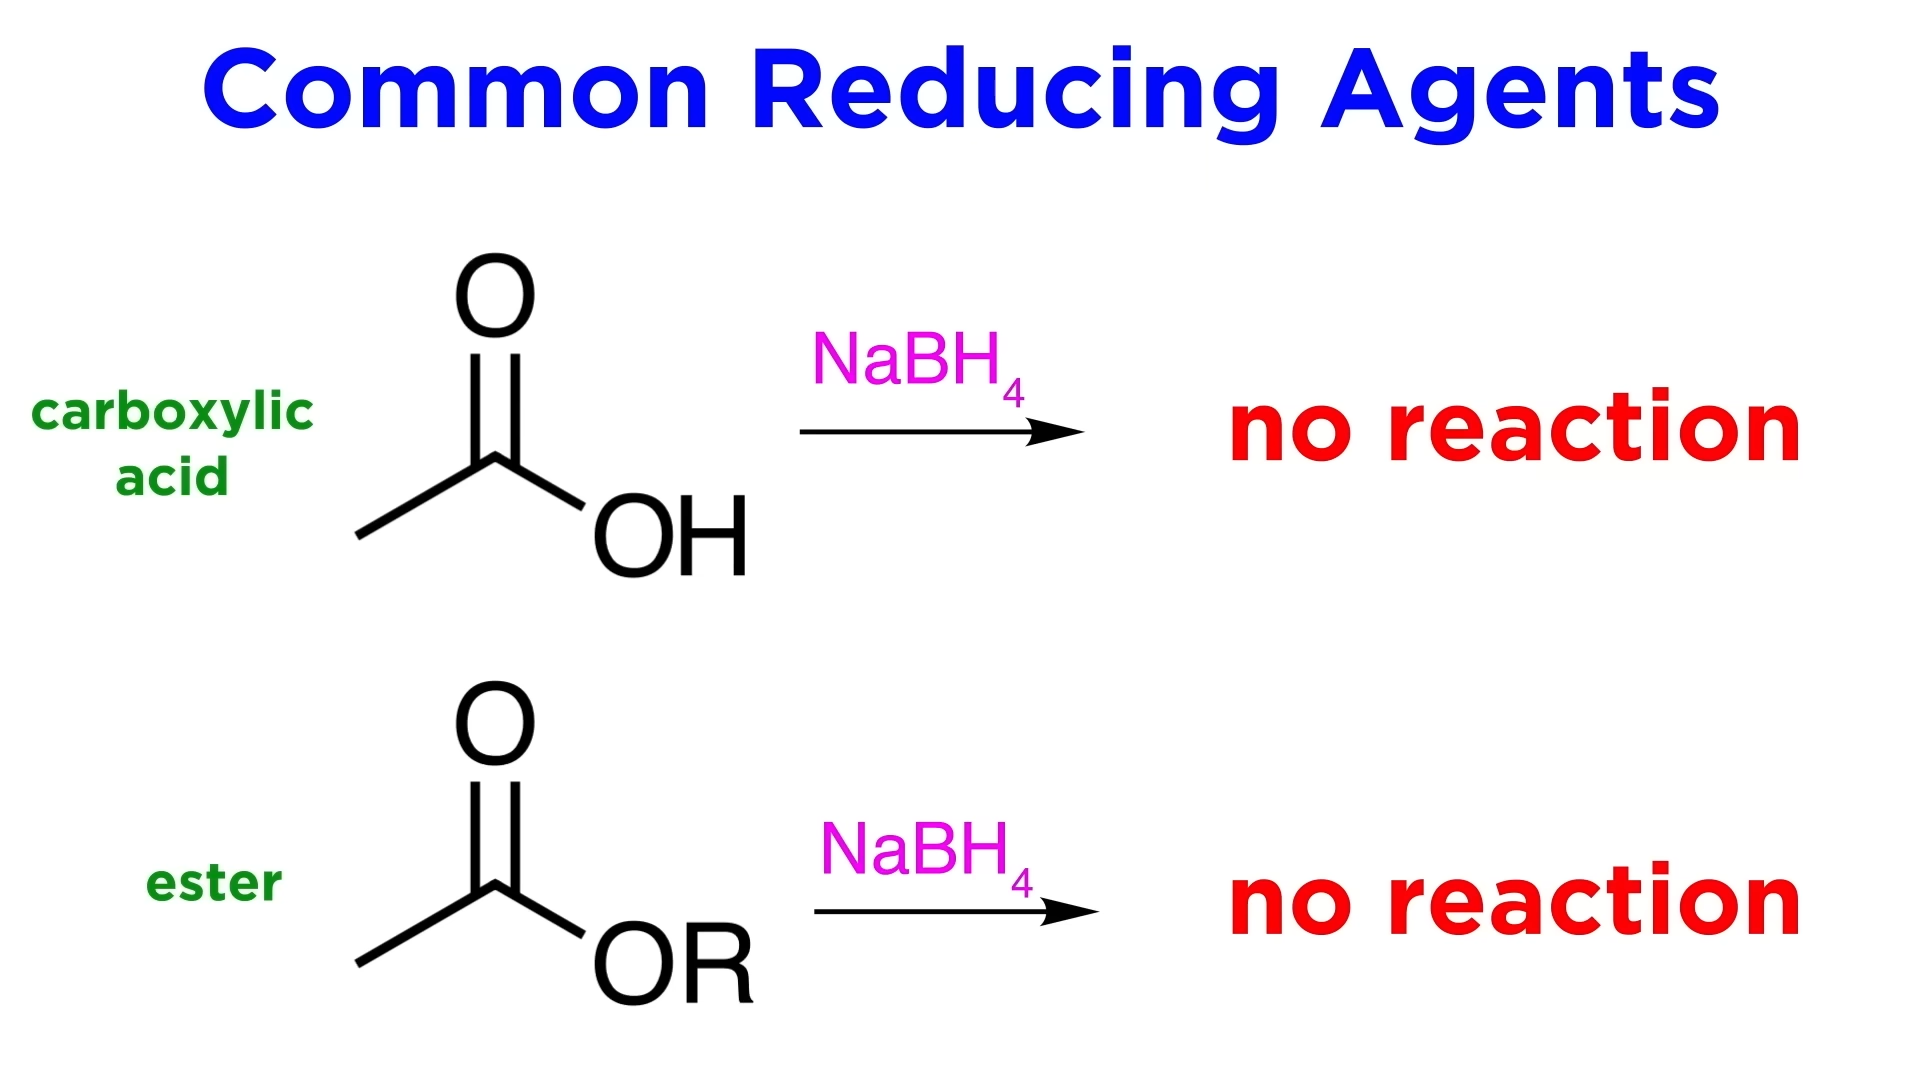 Common Reducing Agents
O
NaBH4
carboxylic
acid
no reaction
OH
O
NaBH4
ester
no reaction
OR